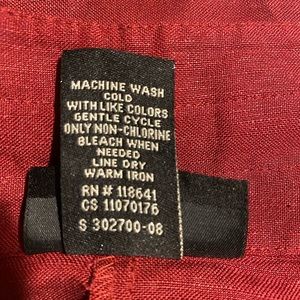 MACHINE WASH
COLD
WITH LIKE COLORS
GENTLE CYCLE
ONLY NON-CHLORINE
BLEACH WHEN
NEEDED
LINE DRY
WARM IRON
RN # 118641
CS 11070176
S 302700-08